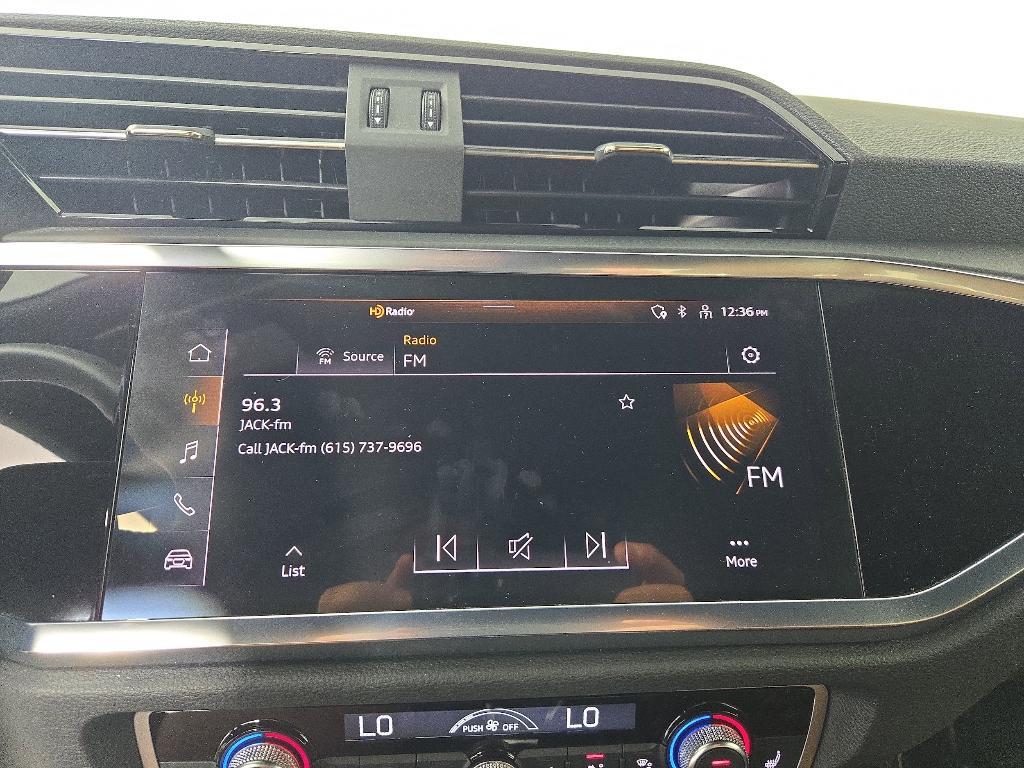 HD Radio
12:36 PM
FM Source
Radio
FM
96.3
JACK-fm
Call JACK-fm (615) 737-9696
FM
List
More
LO
PUSH OFF
LO